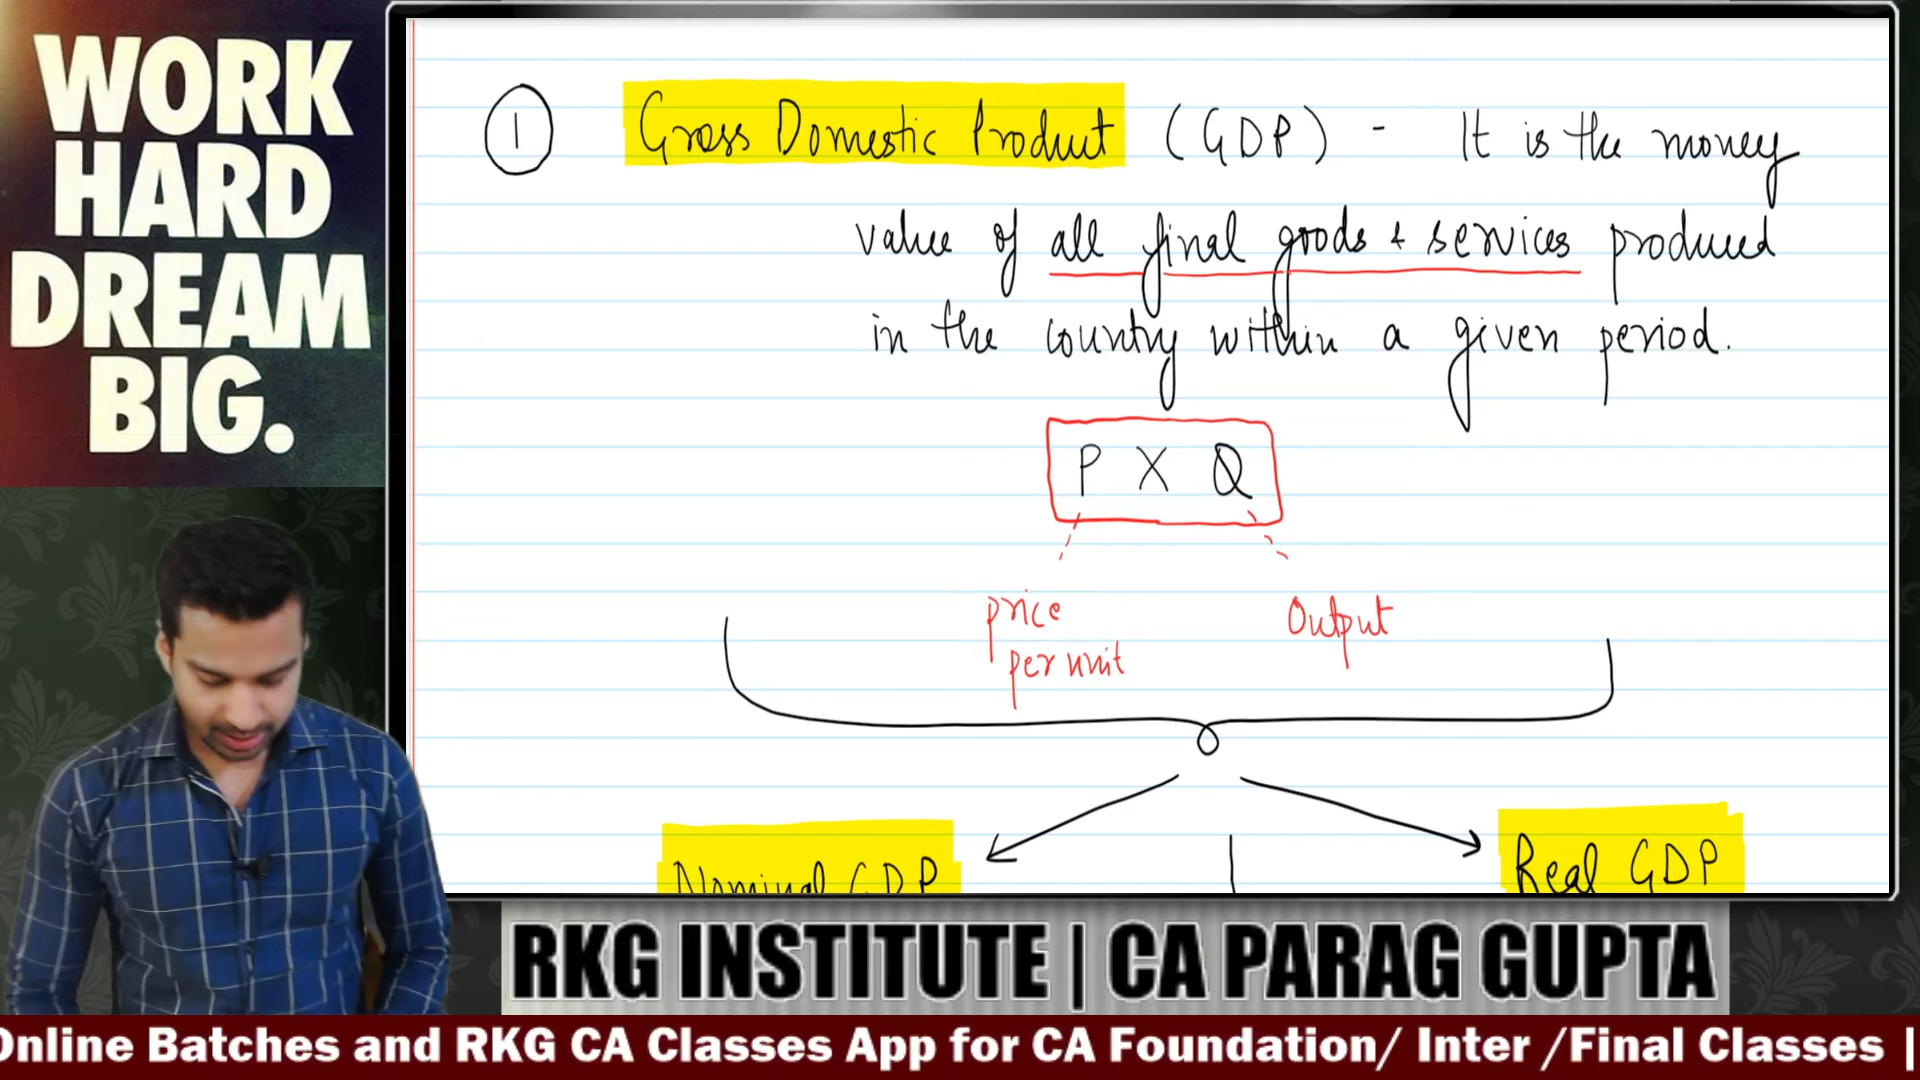 WORK
HARD
DREAM
BIG.
1 Gross Domestic Product (GDP) - It is the money
value of all final goods & services produced
in the country within a given period.
P X Q
price
per unit
Output
Nominal GDP
Real GDP
RKG INSTITUTE | CA PARAG GUPTA
Online Batches and RKG CA Classes App for CA Foundation/ Inter /Final Classes |